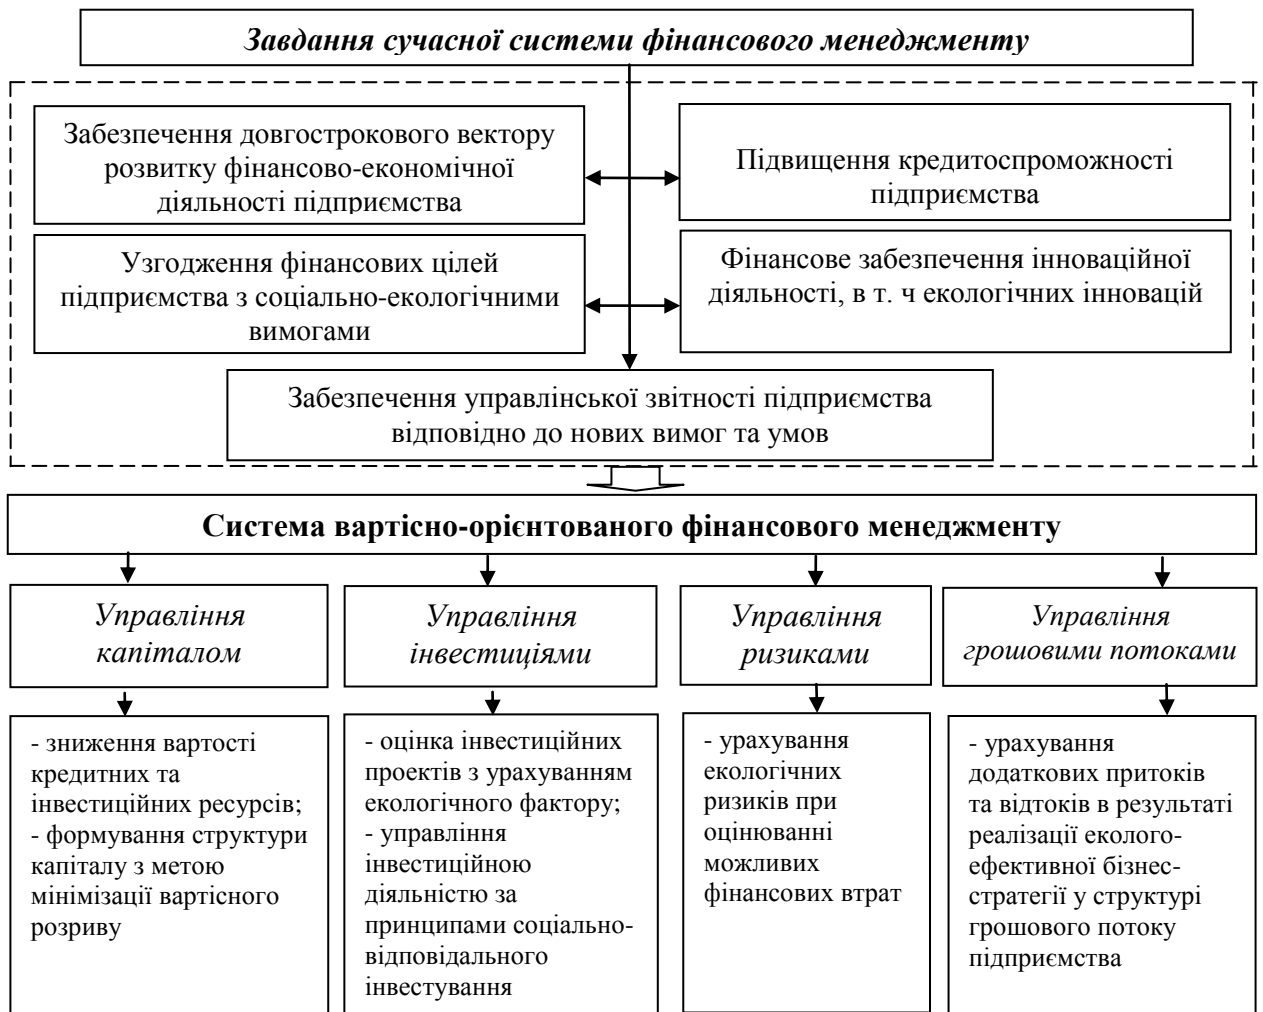 Завдання сучасної системи фінансового менеджменту
Забезпечення довгострокового вектору
розвитку фінансово-економічної
діяльності підприємства
Підвищення кредитоспроможності
підприємства
Узгодження фінансових цілей
підприємства з соціально-екологічними
вимогами
Фінансове забезпечення інноваційної
діяльності, в т. ч екологічних інновацій
Забезпечення управлінської звітності підприємства
відповідно до нових вимог та умов
Система вартісно-орієнтованого фінансового менеджменту
Управління
капіталом
Управління
інвестиціями
Управління
ризиками
Управління
грошовими потоками
- зниження вартості
кредитних та
інвестиційних ресурсів;
- формування структури
капіталу з метою
мінімізації вартісного
розриву
- оцінка інвестиційних
проектів з урахуванням
екологічного фактору;
- управління
інвестиційною
діяльністю за
принципами соціально-
відповідального
інвестування
- урахування
екологічних
ризиків при
оцінюванні
можливих
фінансових втрат
- урахування
додаткових притоків
та відтоків в результаті
реалізації еколого-
ефективної бізнес-
стратегії у структурі
грошового потоку
підприємства